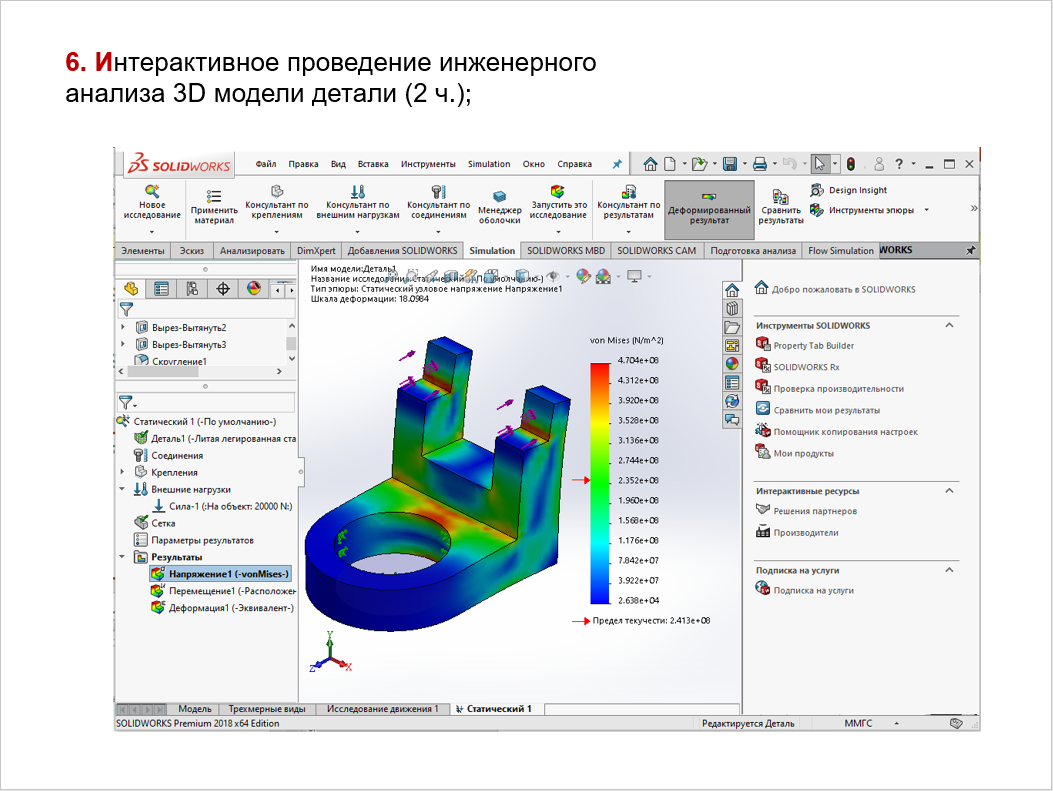 6. Интерактивное проведение инженерного
анализа 3D модели детали (2 ч.);
SOLIDWORKS
Файл Правка Вид Вставка Инструменты Simulation Окно Справка
Новое исследование
Применить материал
Консультант по креплениям
Консультант по внешним нагрузкам
Консультант по соединениям
Менеджер оболочки
Запустить это исследование
Консультант по результатам
Деформированный результат
Сравнить результаты
Design Insight
Инструменты эпюры
Элементы Эскиз Анализировать DimXpert Добавления SOLIDWORKS Simulation SOLIDWORKS MBD SOLIDWORKS CAM Подготовка анализа Flow Simulation WORKS
Вырез-Вытянуть2
Вырез-Вытянуть3
Скругление1
Статический 1 (-По умолчанию-)
Деталь1 (-Литая легированная ста
Соединения
Крепления
Внешние нагрузки
Сила-1 (:На объект: 20000 N:)
Сетка
Параметры результатов
Результаты
Напряжение1 (-vonMises-)
Перемещение1 (-Расположен
Деформация1 (-Эквивалент-)
Имя модели:Деталь1
Название исследования:Статический 1(-По умолчанию-)
Тип эпюры: Статический узловое напряжение Напряжение1
Шкала деформации: 18.0984
von Mises (N/m^2)
4.704e+08
4.312e+08
3.920e+08
3.528e+08
3.136e+08
2.744e+08
2.352e+08
1.960e+08
1.568e+08
1.176e+08
7.842e+07
3.922e+07
2.638e+04
Предел текучести: 2.413e+08
Y
Z
X
Добро пожаловать в SOLIDWORKS
Инструменты SOLIDWORKS
Property Tab Builder
SOLIDWORKS Rx
Проверка производительности
Сравнить мои результаты
Помощник копирования настроек
Мои продукты
Интерактивные ресурсы
Решения партнеров
Производители
Подписка на услуги
Подписка на услуги
Модель Трехмерные виды Исследование движения 1 Статический 1
SOLIDWORKS Premium 2018 x64 Edition Редактируется Деталь ММГС